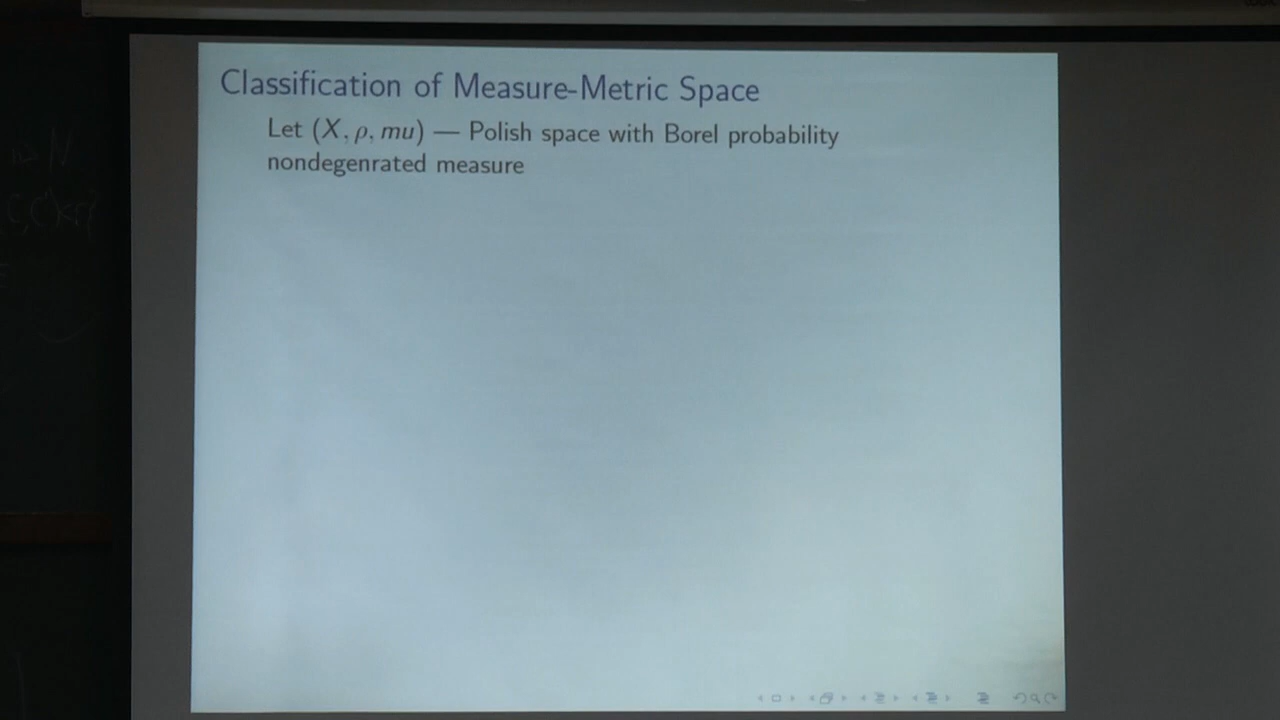 Classification of Measure-Metric Space
Let (X, ρ, mu) — Polish space with Borel probability
nondegenrated measure